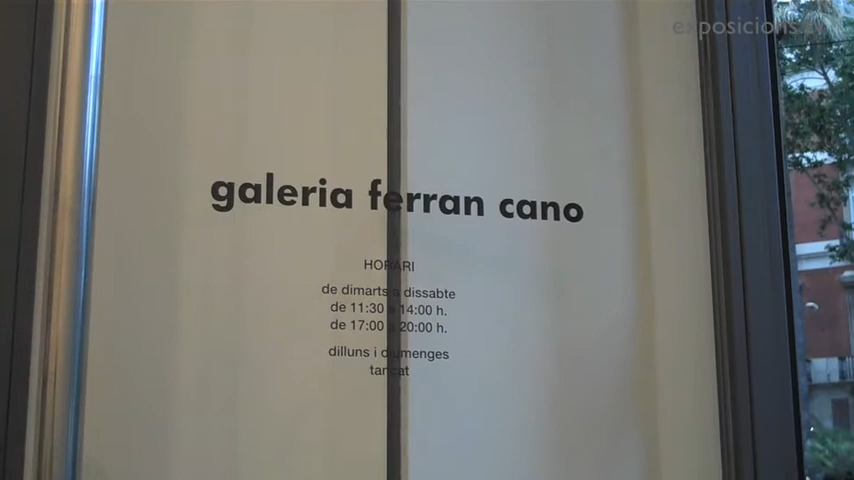 exposicions.tv
galeria ferran cano
HORARI
de dimarts a dissabte
de 11:30 a 14:00 h.
de 17:00 a 20:00 h.
dilluns i diumenges
tancat